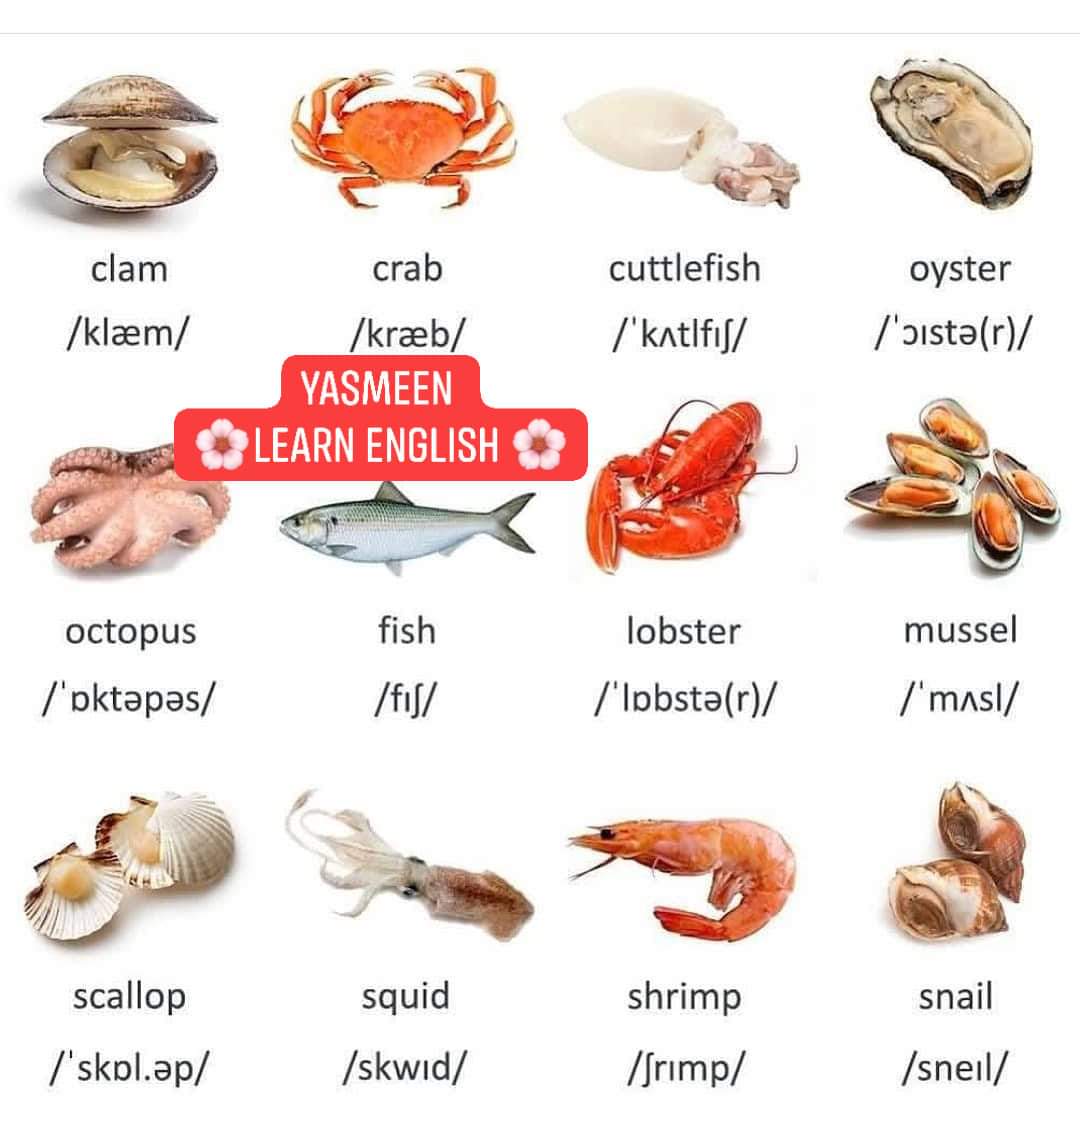 clam crab cuttlefish oyster
/klæm/ /kræb/ /ˈkʌtlfɪʃ/ /ˈɔɪstə(r)/
YASMEEN
🌸LEARN ENGLISH 🌸
octopus fish lobster mussel
/ˈɒktəpəs/ /fɪʃ/ /ˈlɒbstə(r)/ /ˈmʌsl/
scallop squid shrimp snail
/ˈskɒl.əp/ /skwɪd/ /ʃrɪmp/ /sneɪl/